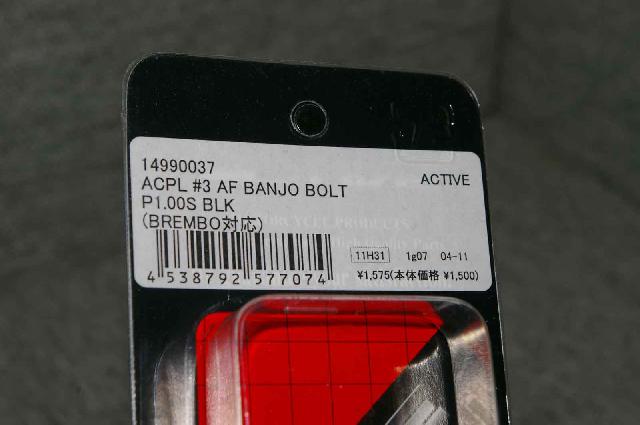 14990037
ACPL #3 AF BANJO BOLT
ACTIVE
P1.00S BLK
(BREMBO対応)
11H31 1g07 04-11
4 538792 577074
¥1,575(本体価格 ¥1,500)